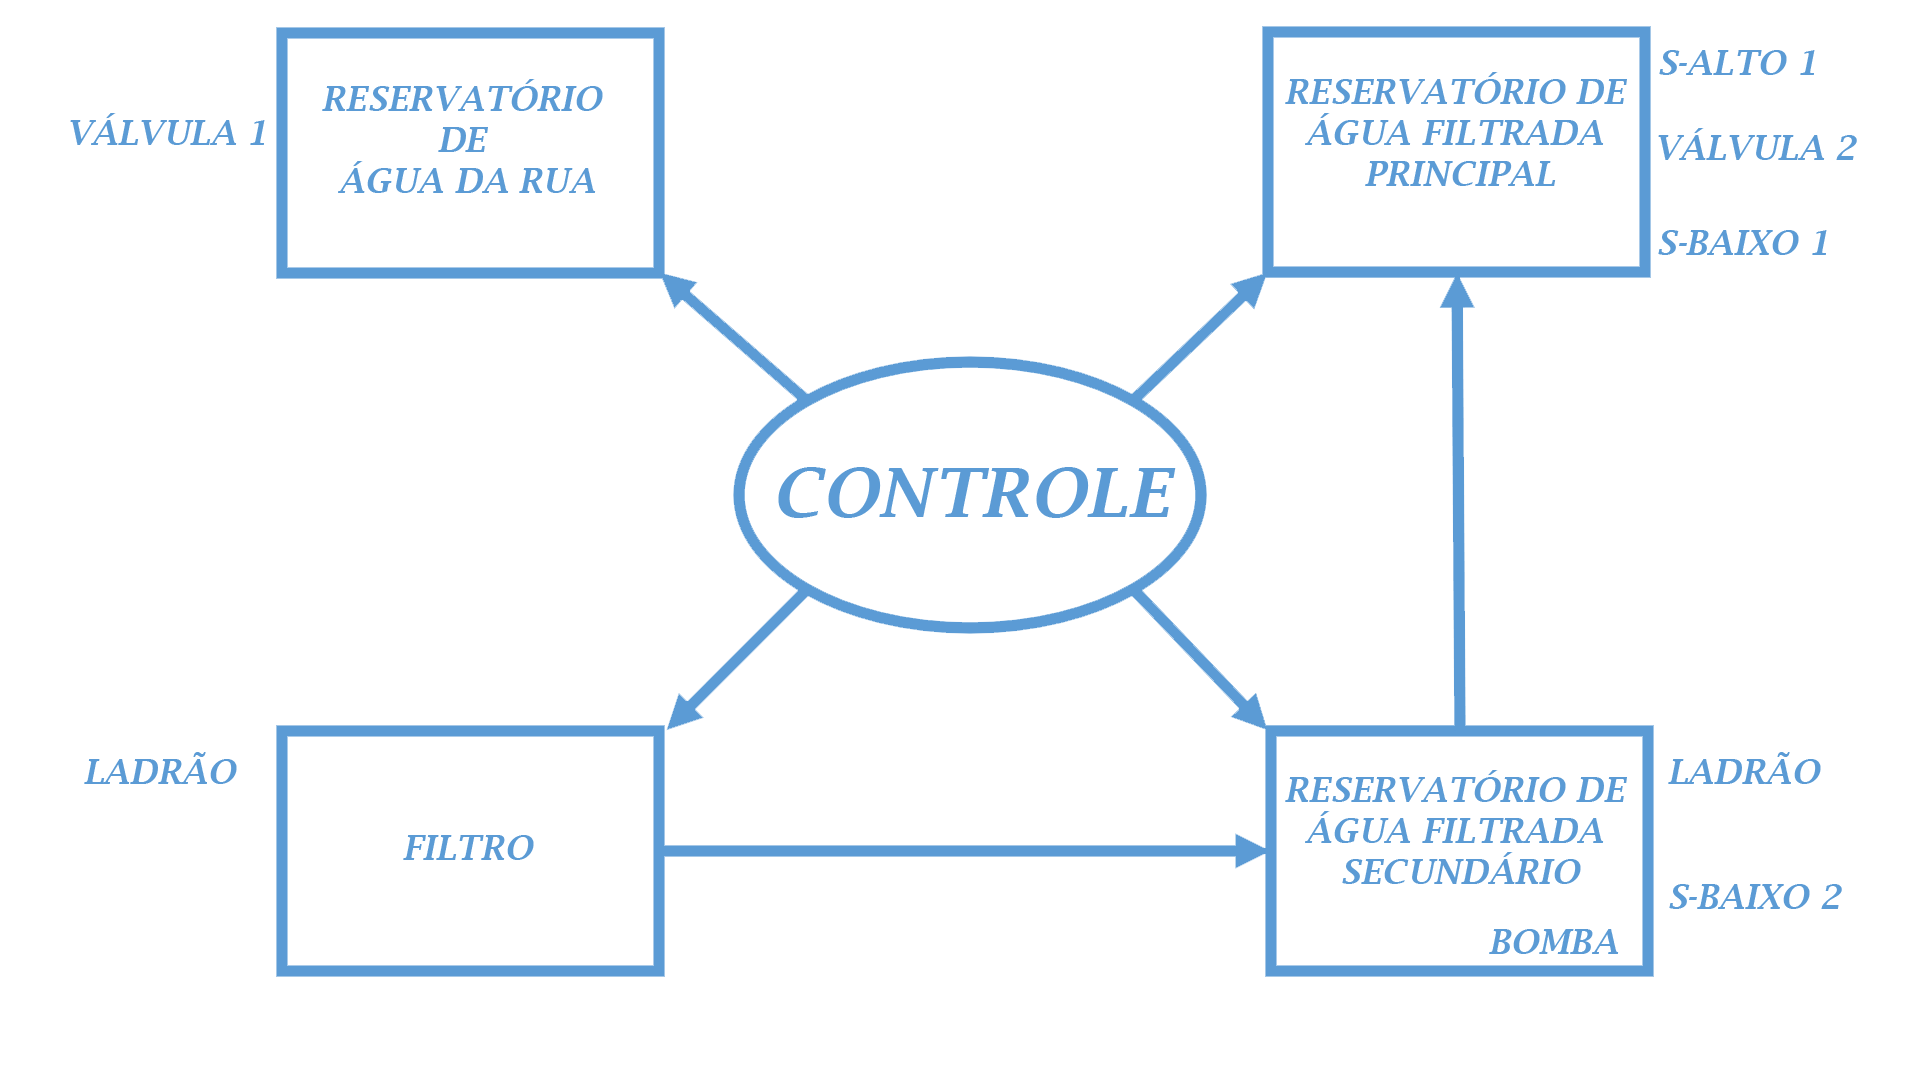 VÁLVULA 1
RESERVATÓRIO
DE
ÁGUA DA RUA
RESERVATÓRIO DE
ÁGUA FILTRADA
PRINCIPAL
S-ALTO 1
VÁLVULA 2
S-BAIXO 1
CONTROLE
LADRÃO
FILTRO
RESERVATÓRIO DE
ÁGUA FILTRADA
SECUNDÁRIO
BOMBA
LADRÃO
S-BAIXO 2